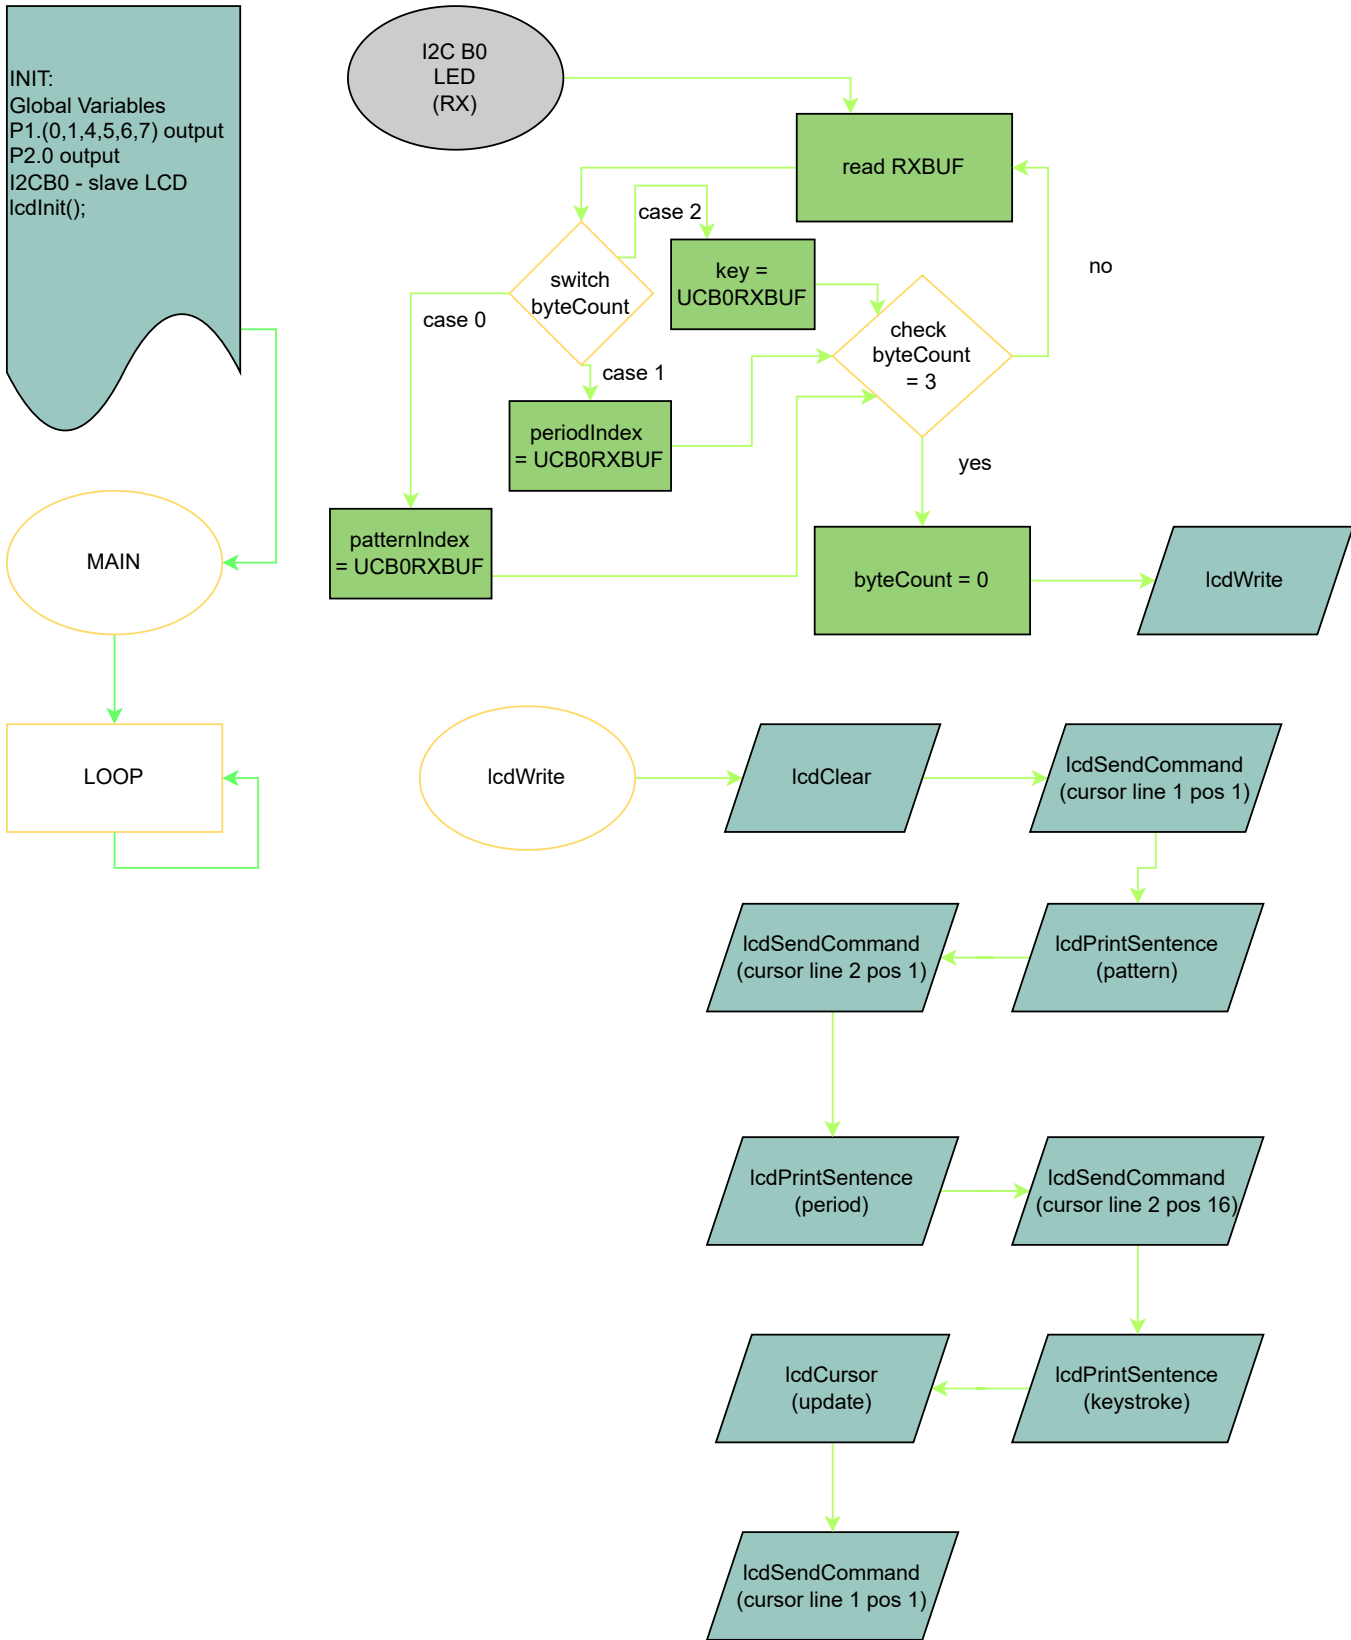 INIT:
Global Variables
P1.(0,1,4,5,6,7) output
P2.0 output
I2CB0 - slave LCD
lcdInit();
MAIN
LOOP
I2C B0
LED
(RX)
read RXBUF
switch
byteCount
case 2
key =
UCB0RXBUF
case 0
case 1
periodIndex
= UCB0RXBUF
patternIndex
= UCB0RXBUF
check
byteCount
= 3
no
yes
byteCount = 0
lcdWrite
lcdWrite
lcdClear
lcdSendCommand
(cursor line 1 pos 1)
lcdPrintSentence
(pattern)
lcdSendCommand
(cursor line 2 pos 1)
lcdPrintSentence
(period)
lcdSendCommand
(cursor line 2 pos 16)
lcdPrintSentence
(keystroke)
lcdCursor
(update)
lcdSendCommand
(cursor line 1 pos 1)